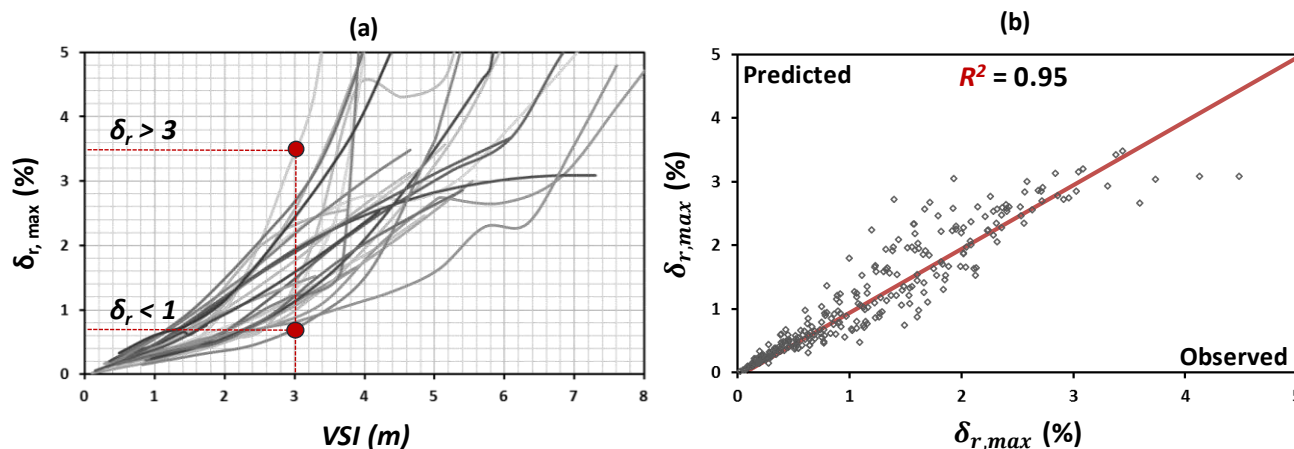 (a)
5
4
3
2
1
0
δr, max (%)
δr > 3
δr < 1
0 1 2 3 4 5 6 7 8
VSI (m)
(b)
5
4
3
2
1
0
δr,max (%)
Predicted
R² = 0.95
Observed
0 1 2 3 4 5
δr,max (%)